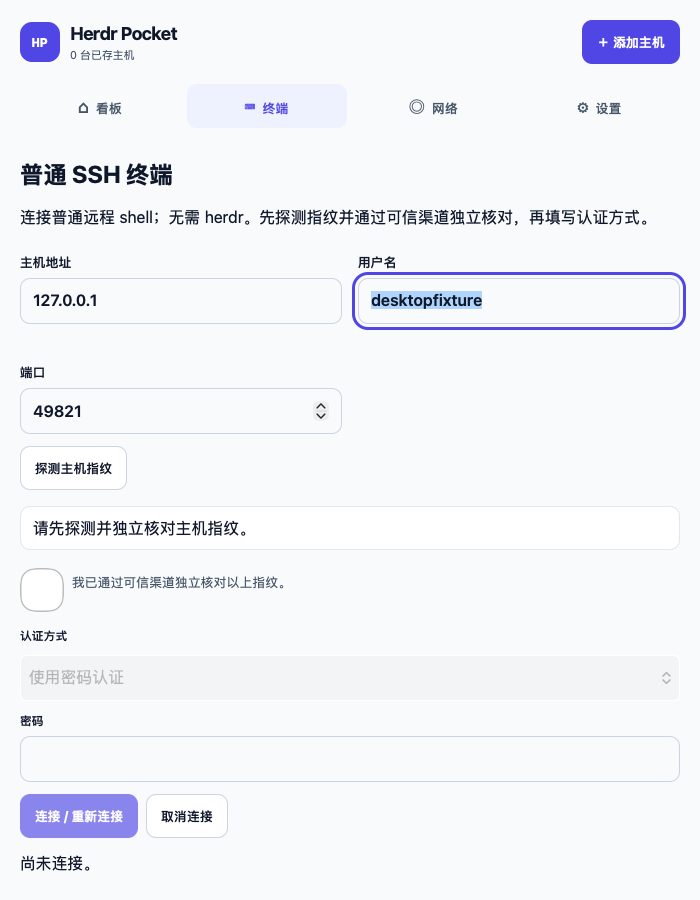 HP
Herdr Pocket
0 台已存主机
+ 添加主机
看板
终端
网络
设置
普通 SSH 终端
连接普通远程 shell；无需 herdr。先探测指纹并通过可信渠道独立核对，再填写认证方式。
主机地址
用户名
127.0.0.1
desktopfixture
端口
49821
探测主机指纹
请先探测并独立核对主机指纹。
我已通过可信渠道独立核对以上指纹。
认证方式
使用密码认证
密码
连接 / 重新连接
取消连接
尚未连接。